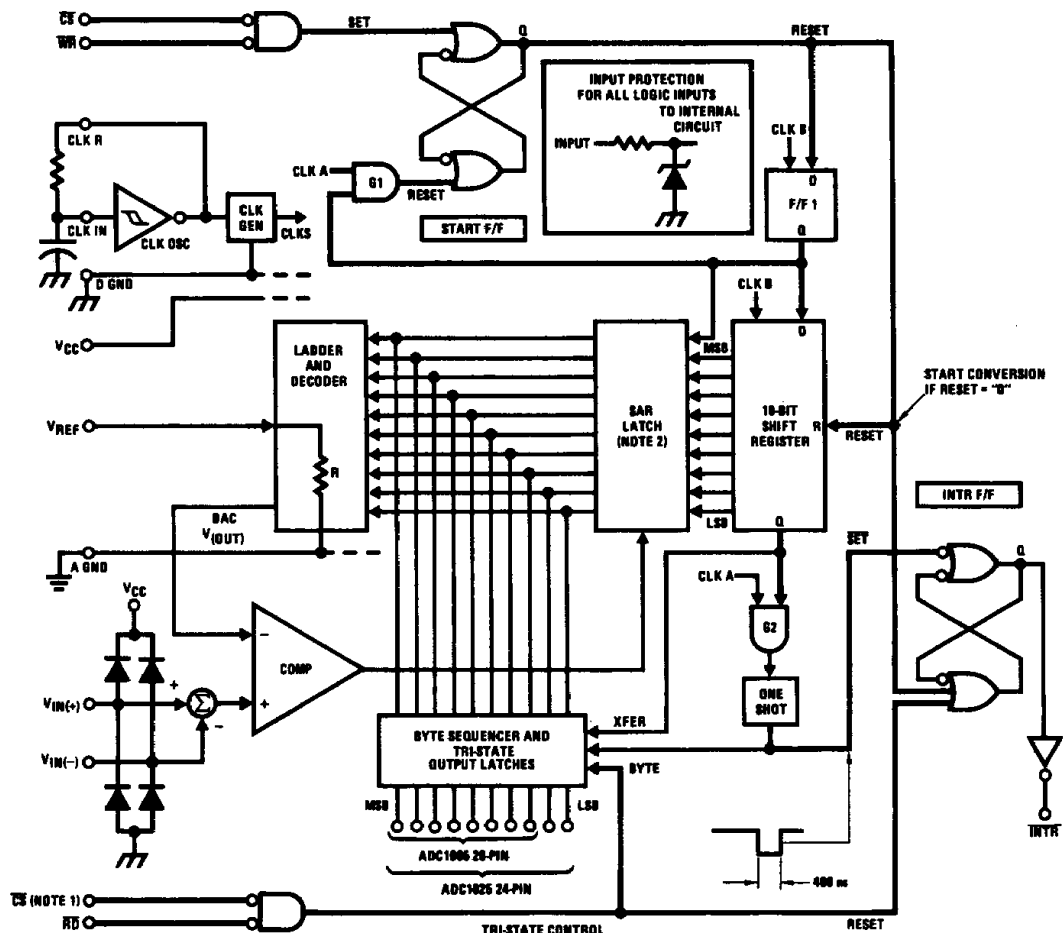 CS
WR
SET
Q
RESET
INPUT PROTECTION
FOR ALL LOGIC INPUTS
TO INTERNAL
CIRCUIT
INPUT
CLK R
CLK B
D
F/F 1
Q
CLK A
G1
RESET
CLK IN
CLK OSC
CLK
GEN
CLKS
START F/F
D GND
VCC
CLK B
D
LADDER
AND
DECODER
MSB
SAR
LATCH
(NOTE 2)
10-BIT
SHIFT
REGISTER
R
RESET
START CONVERSION
IF RESET = "0"
VREF
R
INTR F/F
DAC
V(OUT)
LSB
Q
SET
Q
A GND
VCC
CLK A
G2
COMP
−
+
VIN(+)
+
Σ
−
VIN(−)
ONE
SHOT
XFER
BYTE SEQUENCER AND
TRI-STATE
OUTPUT LATCHES
BYTE
MSB
LSB
ADC1005 20-PIN
ADC1025 24-PIN
400 ns
INTR
CS (NOTE 1)
RD
TRI-STATE CONTROL
RESET